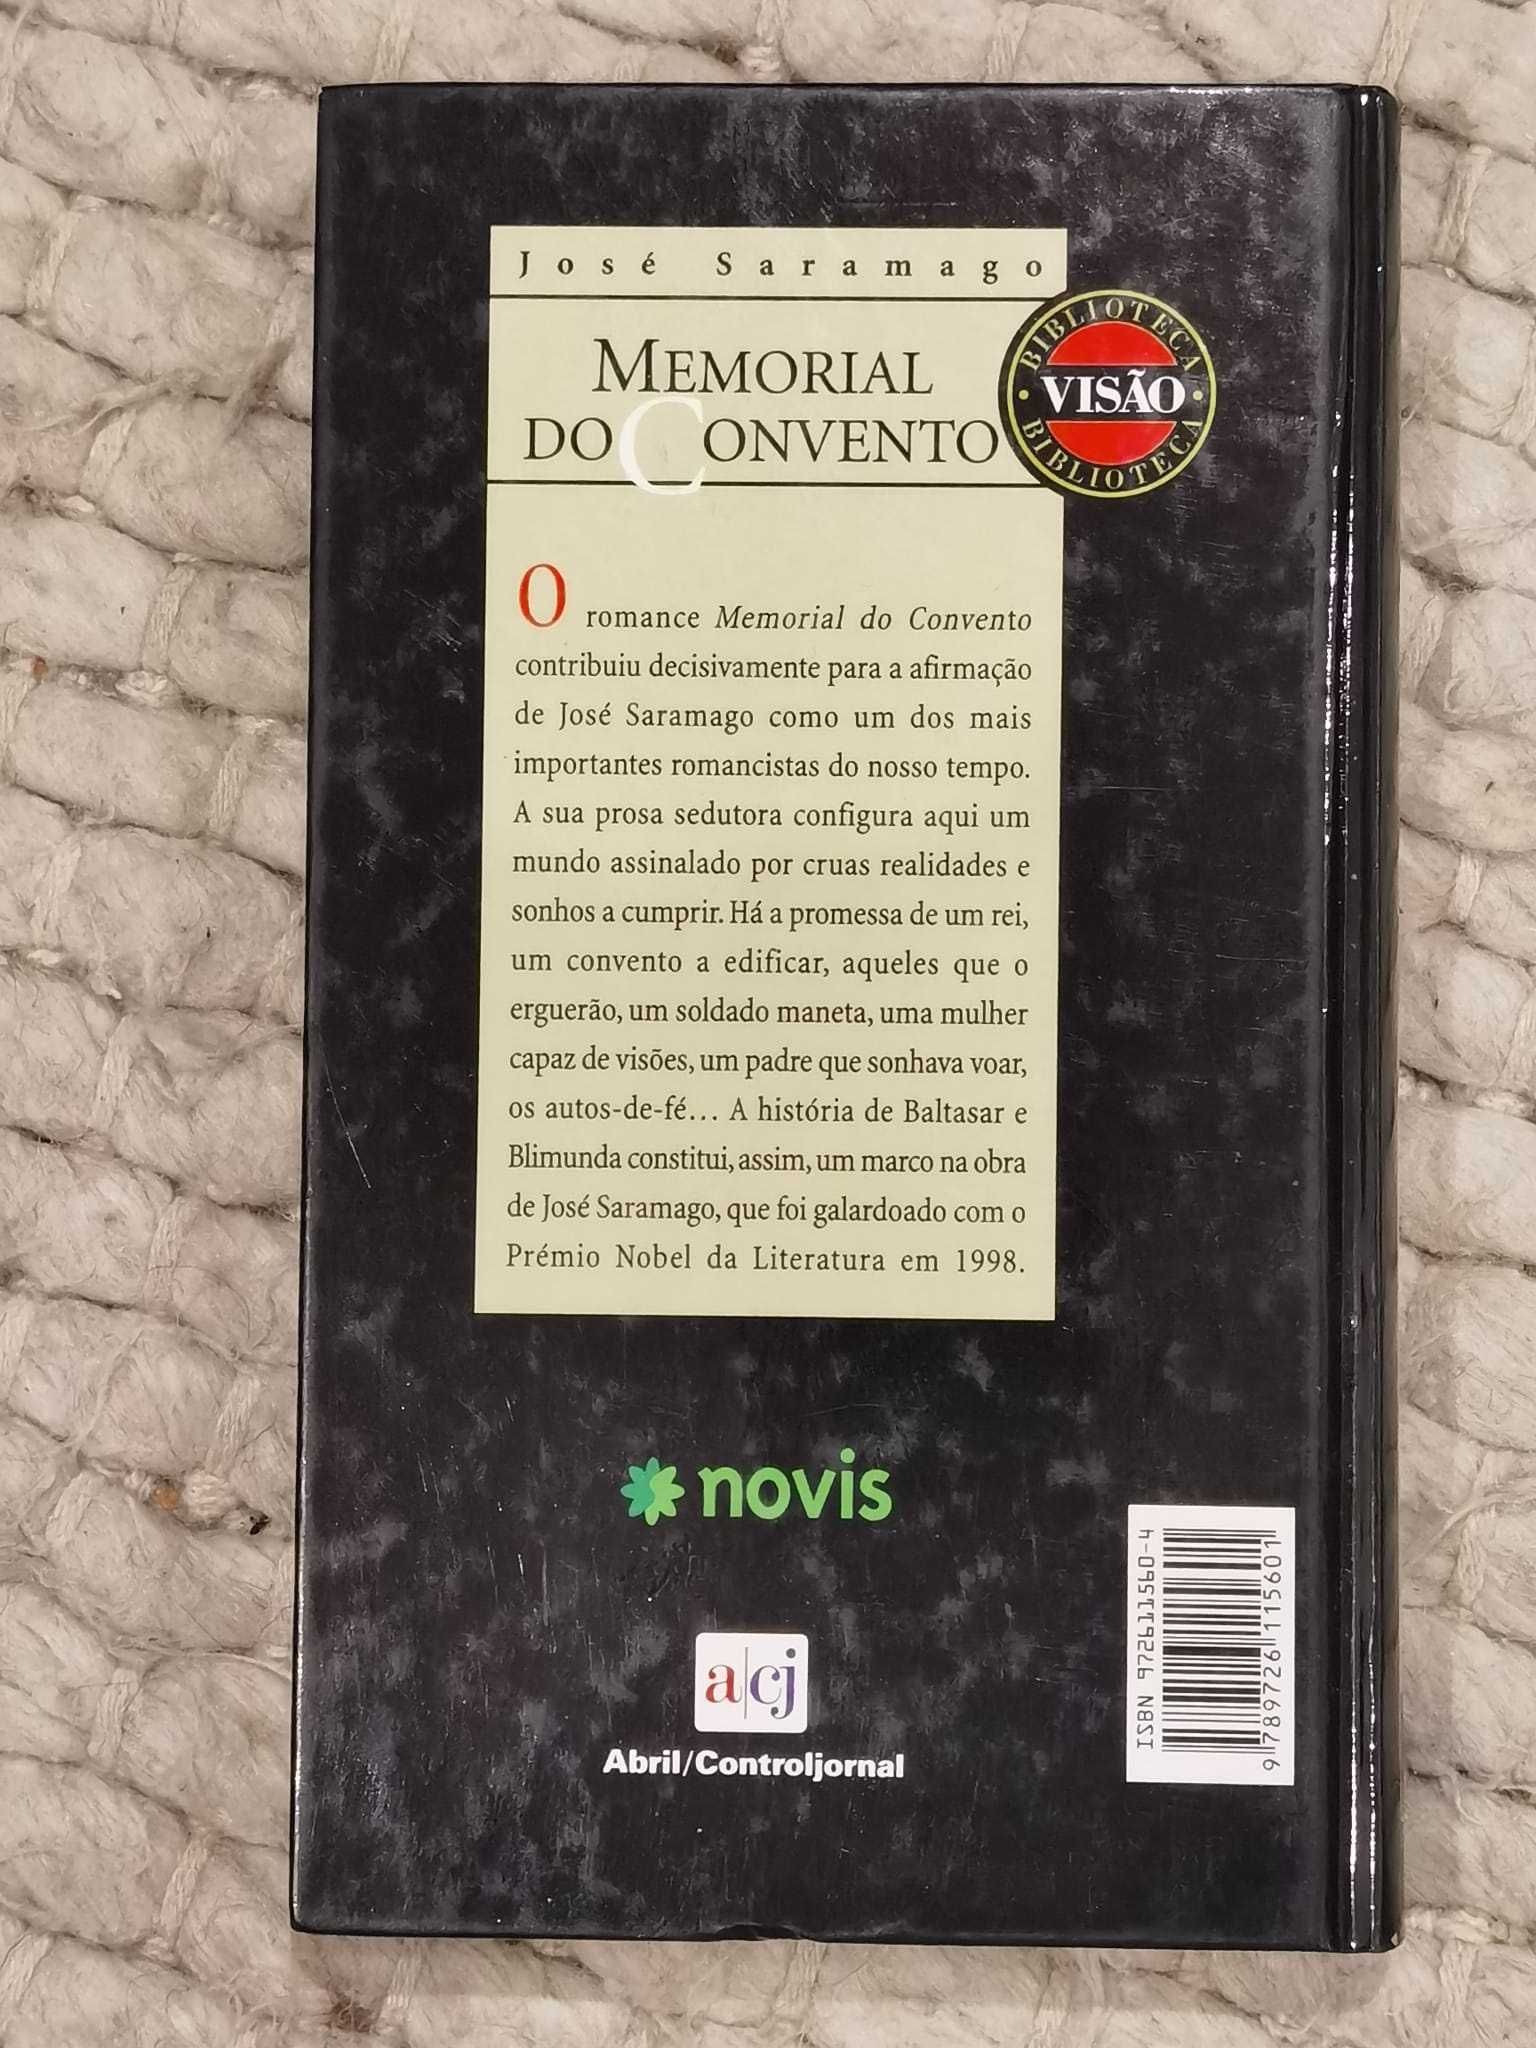 José Saramago
MEMORIAL
DO CONVENTO
BIBLIOTECA
VISÃO
BIBLIOTECA
O romance Memorial do Convento
contribuiu decisivamente para a afirmação
de José Saramago como um dos mais
importantes romancistas do nosso tempo.
A sua prosa sedutora configura aqui um
mundo assinalado por cruas realidades e
sonhos a cumprir. Há a promessa de um rei,
um convento a edificar, aqueles que o
erguerão, um soldado maneta, uma mulher
capaz de visões, um padre que sonhava voar,
os autos-de-fé... A história de Baltasar e
Blimunda constitui, assim, um marco na obra
de José Saramago, que foi galardoado com o
Prémio Nobel da Literatura em 1998.
novis
a|cj
Abril/Controljornal
ISBN 972611560-4
9 789726 115601